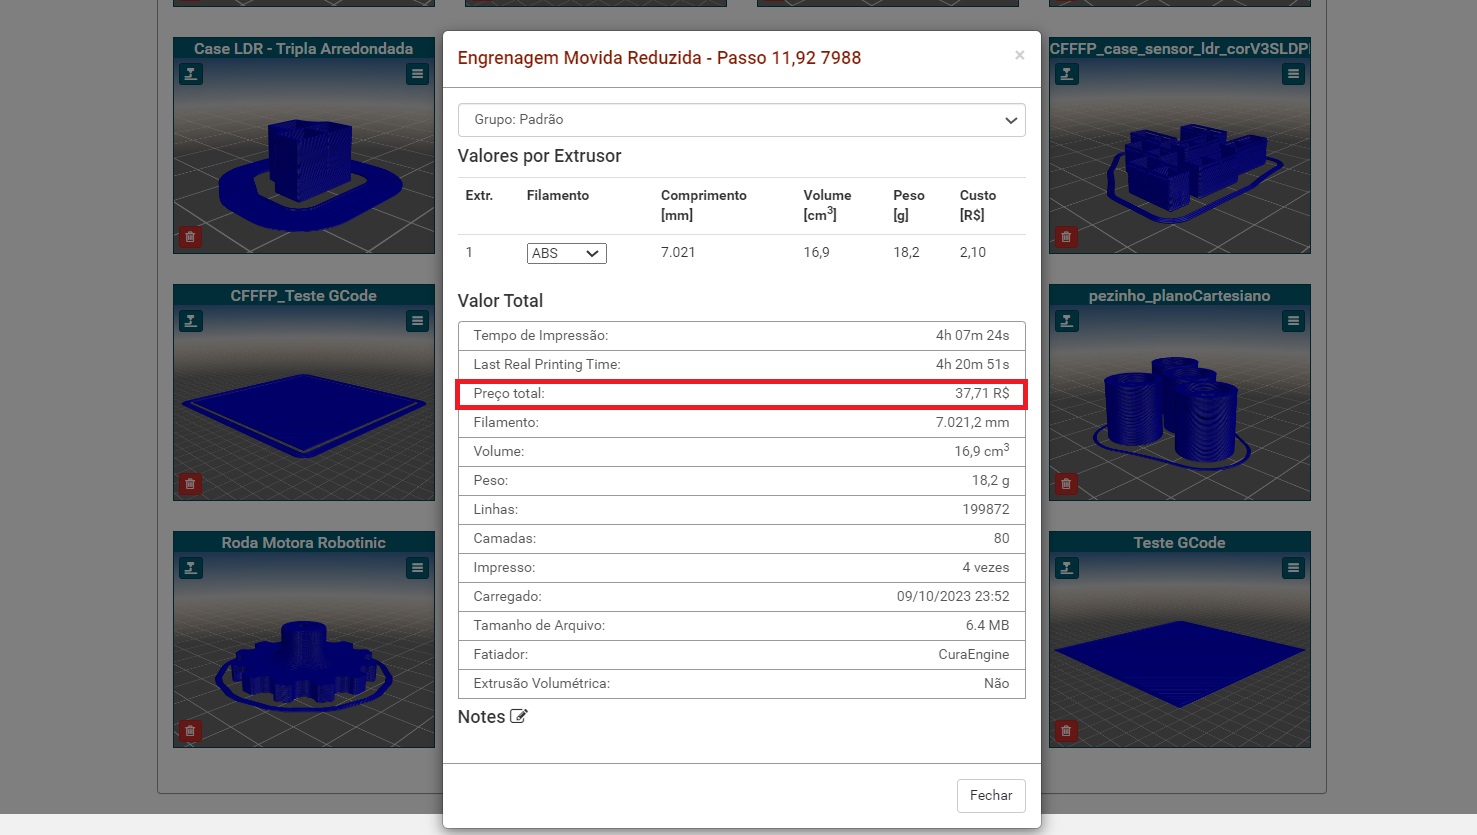 Case LDR - Tripla Arredondada
CFFFP_case_sensor_ldr_corV3SLDP
CFFFP_Teste GCode
pezinho_planoCartesiano
Roda Motora Robotinic
Teste GCode
Engrenagem Movida Reduzida - Passo 11,92 7988
×
Grupo: Padrão
Valores por Extrusor
Extr. Filamento Comprimento [mm] Volume [cm³] Peso [g] Custo [R$]
1 ABS 7.021 16,9 18,2 2,10
Valor Total
Tempo de Impressão: 4h 07m 24s
Last Real Printing Time: 4h 20m 51s
Preço total: 37,71 R$
Filamento: 7.021,2 mm
Volume: 16,9 cm³
Peso: 18,2 g
Linhas: 199872
Camadas: 80
Impresso: 4 vezes
Carregado: 09/10/2023 23:52
Tamanho de Arquivo: 6.4 MB
Fatiador: CuraEngine
Extrusão Volumétrica: Não
Notes
Fechar